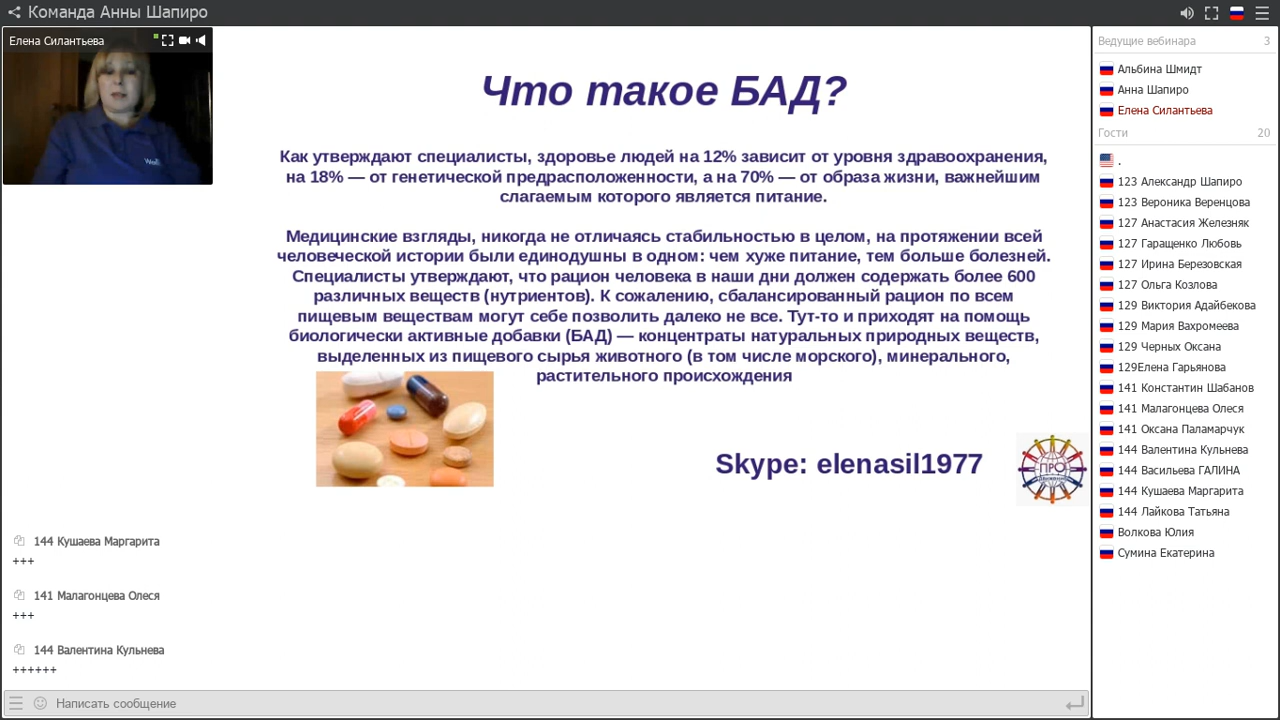 Команда Анны Шапиро
Елена Силантьева
Что такое БАД?
Как утверждают специалисты, здоровье людей на 12% зависит от уровня здравоохранения,
на 18% — от генетической предрасположенности, а на 70% — от образа жизни, важнейшим
слагаемым которого является питание.
Медицинские взгляды, никогда не отличаясь стабильностью в целом, на протяжении всей
человеческой истории были единодушны в одном: чем хуже питание, тем больше болезней.
Специалисты утверждают, что рацион человека в наши дни должен содержать более 600
различных веществ (нутриентов). К сожалению, сбалансированный рацион по всем
пищевым веществам могут себе позволить далеко не все. Тут-то и приходят на помощь
биологически активные добавки (БАД) — концентраты натуральных природных веществ,
выделенных из пищевого сырья животного (в том числе морского), минерального,
растительного происхождения
Skype: elenasil1977
ПРО
144 Кушаева Маргарита
+++
141 Малагонцева Олеся
+++
144 Валентина Кульнева
++++++
Написать сообщение
Ведущие вебинара 3
Альбина Шмидт
Анна Шапиро
Елена Силантьева
Гости 20
.
123 Александр Шапиро
123 Вероника Веренцова
127 Анастасия Железняк
127 Гаращенко Любовь
127 Ирина Березовская
127 Ольга Козлова
129 Виктория Адайбекова
129 Мария Вахромеева
129 Черных Оксана
129Елена Гарьянова
141 Константин Шабанов
141 Малагонцева Олеся
141 Оксана Паламарчук
144 Валентина Кульнева
144 Васильева ГАЛИНА
144 Кушаева Маргарита
144 Лайкова Татьяна
Волкова Юлия
Сумина Екатерина